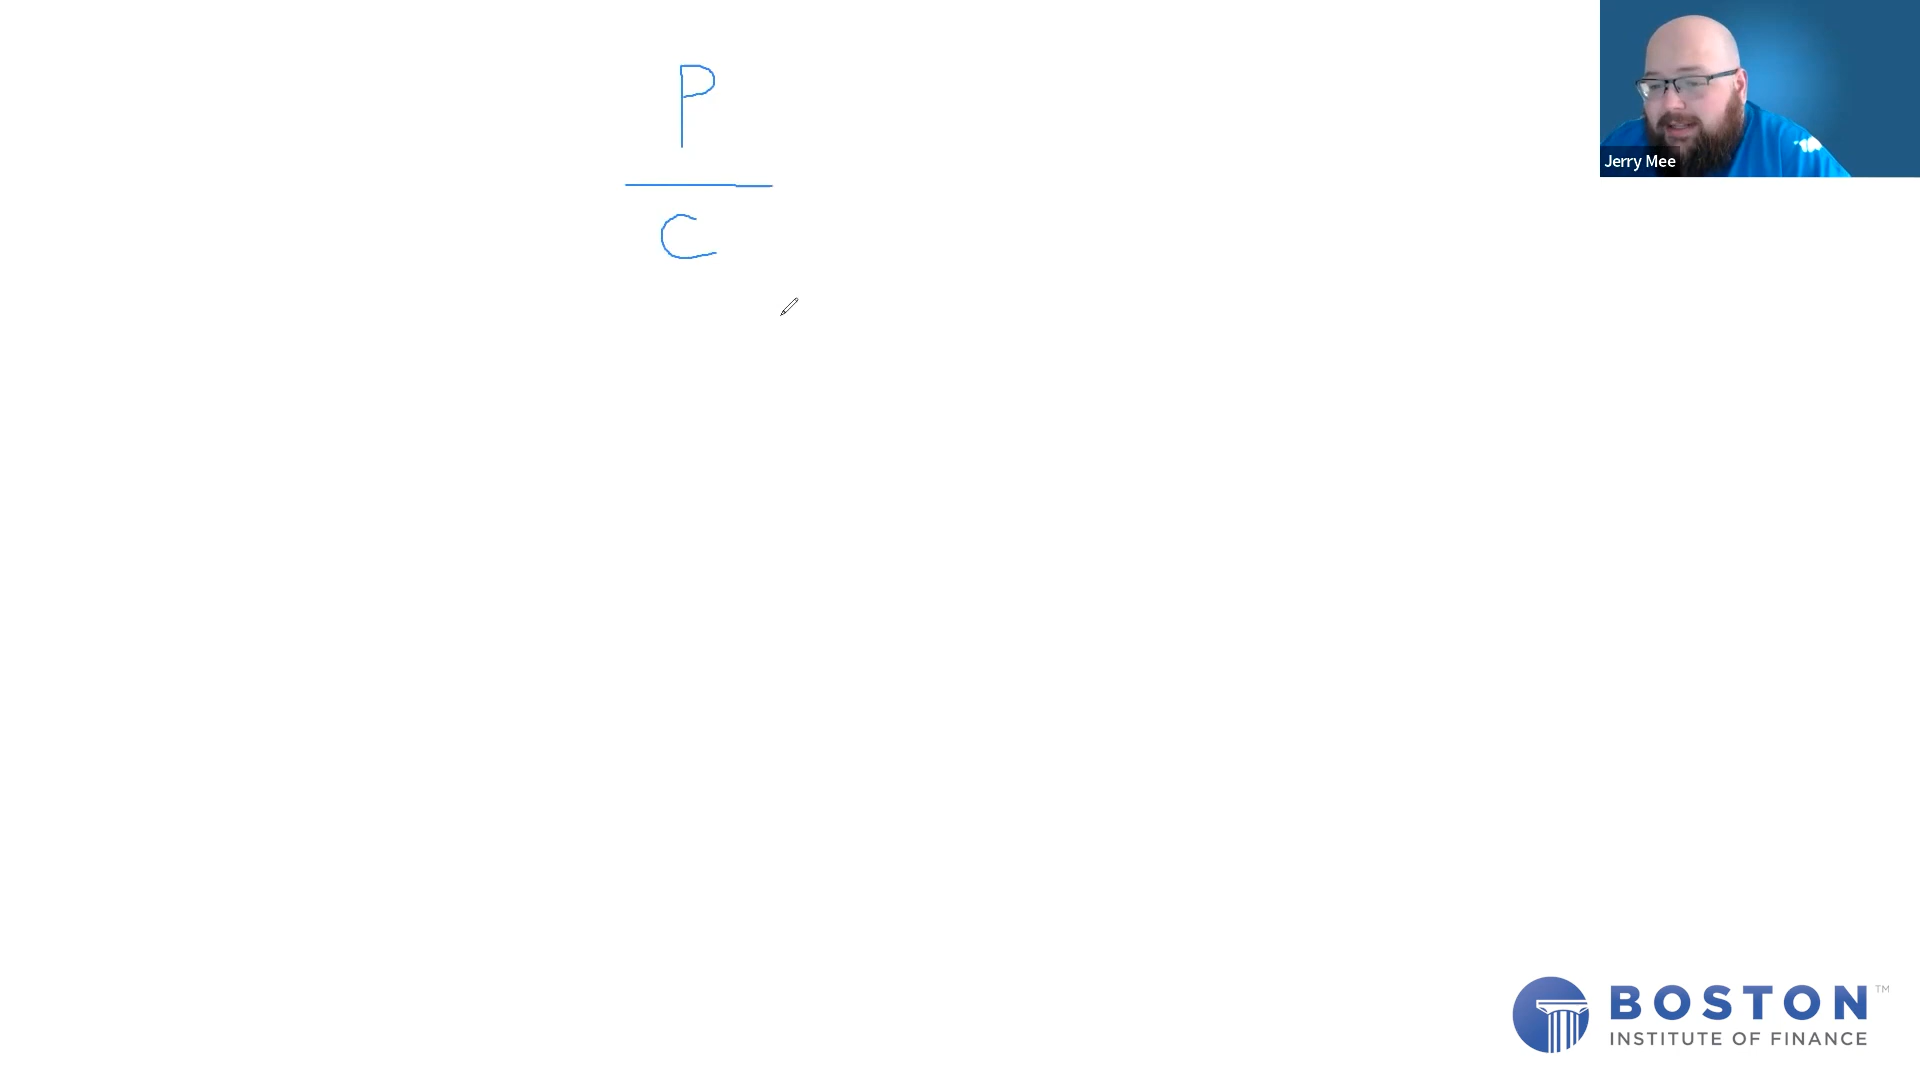 P
C
Jerry Mee
BOSTON™
INSTITUTE OF FINANCE